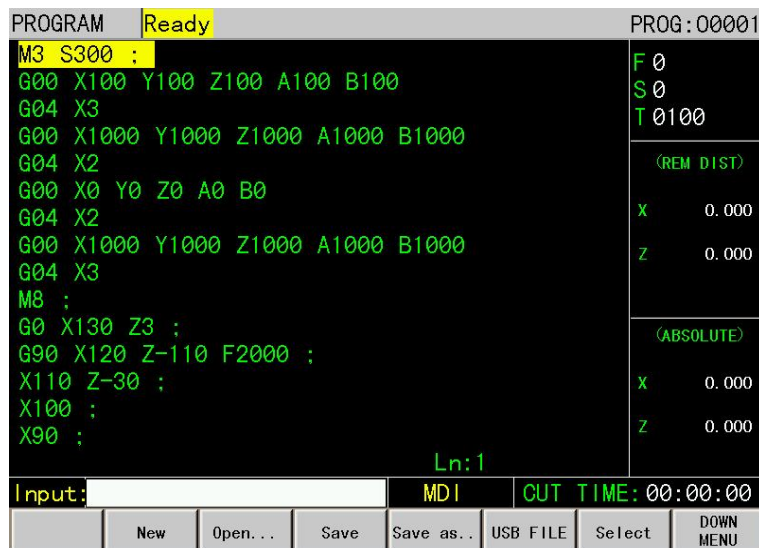 PROGRAM Ready PROG:O0001
M3 S300 ;
G00 X100 Y100 Z100 A100 B100
G04 X3
G00 X1000 Y1000 Z1000 A1000 B1000
G04 X2
G00 X0 Y0 Z0 A0 B0
G04 X2
G00 X1000 Y1000 Z1000 A1000 B1000
G04 X3
M8 ;
G0 X130 Z3 ;
G90 X120 Z-110 F2000 ;
X110 Z-30 ;
X100 ;
X90 ;
Ln:1
F 0
S 0
T 0100
(REM DIST)
X 0.000
Z 0.000
(ABSOLUTE)
X 0.000
Z 0.000
Input: MDI CUT TIME: 00:00:00
New Open... Save Save as.. USB FILE Select DOWN MENU